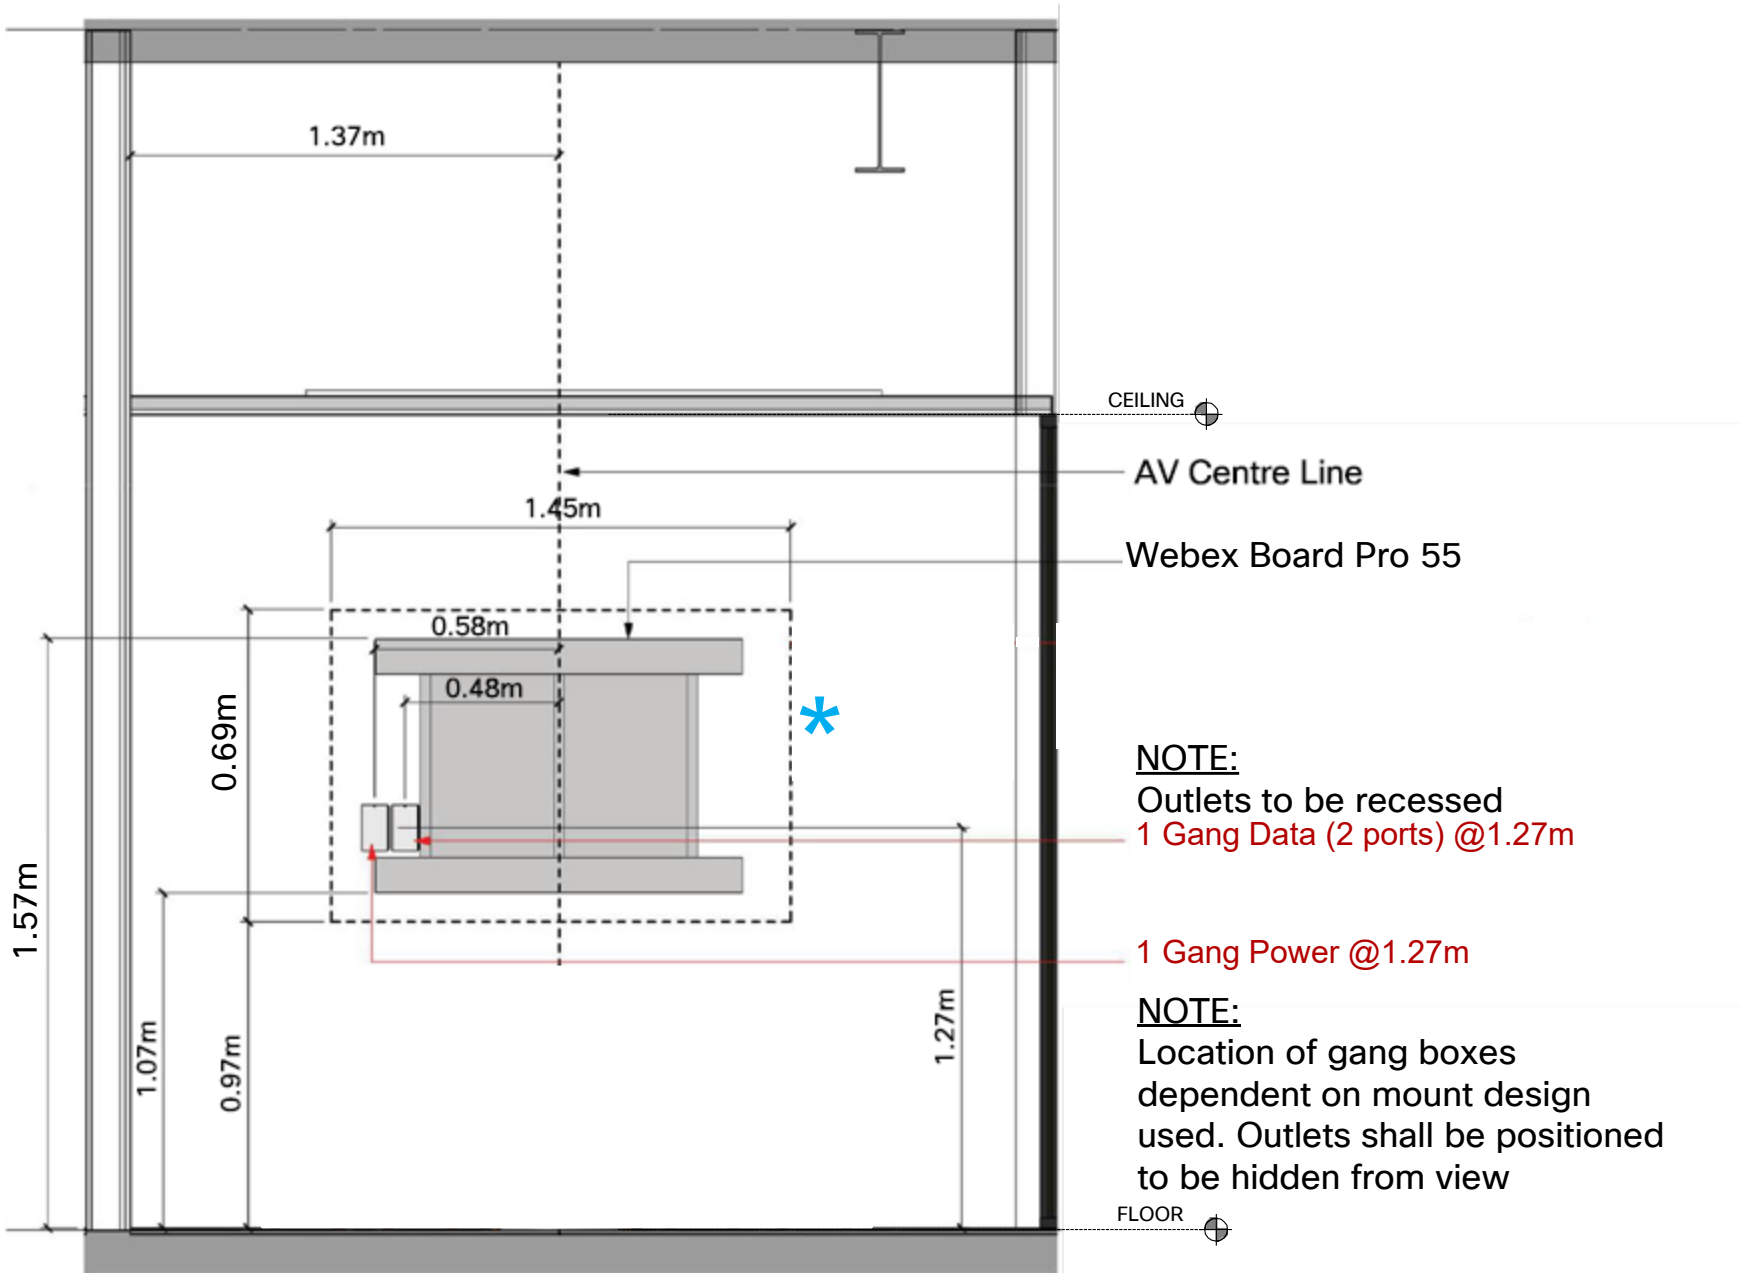 1.37m
CEILING
AV Centre Line
1.45m
Webex Board Pro 55
0.58m
0.48m
0.69m
NOTE:
Outlets to be recessed
1 Gang Data (2 ports) @1.27m
1.57m
1 Gang Power @1.27m
1.07m
0.97m
1.27m
NOTE:
Location of gang boxes
dependent on mount design
used. Outlets shall be positioned
to be hidden from view
FLOOR